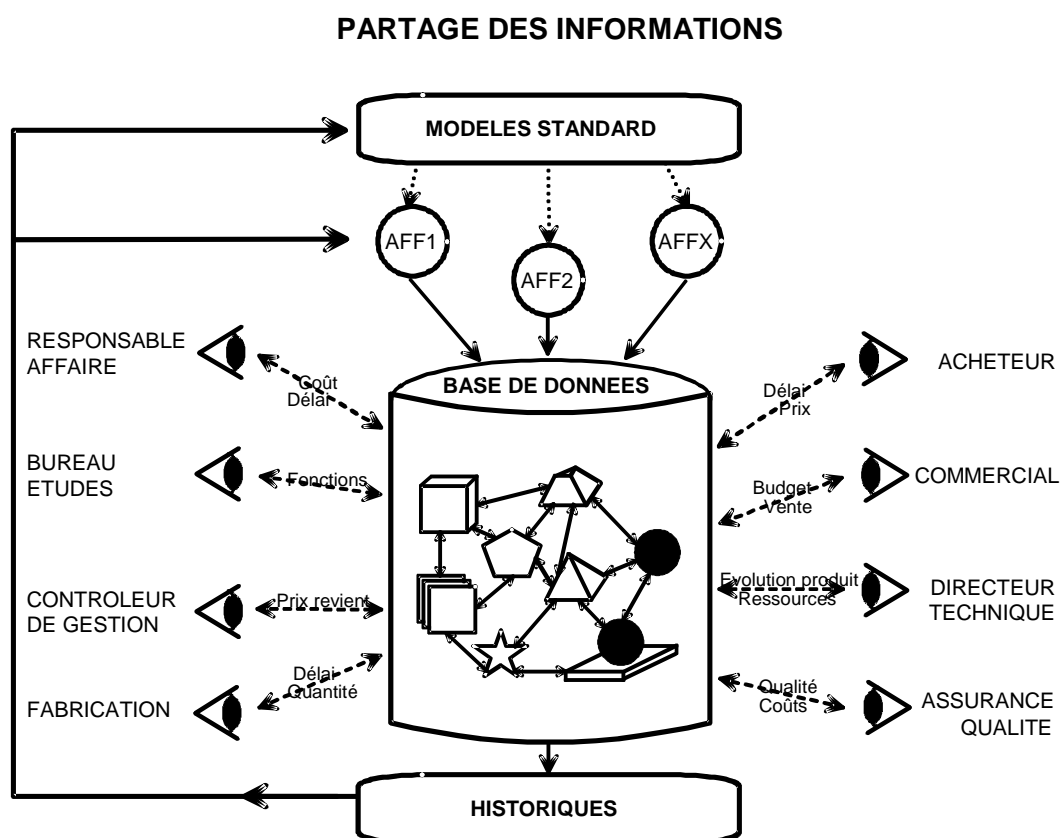 PARTAGE DES INFORMATIONS
MODELES STANDARD
AFF1
AFF2
AFFX
BASE DE DONNEES
RESPONSABLE
AFFAIRE
Coût
Délai
BUREAU
ETUDES
Fonctions
CONTROLEUR
DE GESTION
Prix revient
FABRICATION
Délai
Quantité
ACHETEUR
Délai
Prix
COMMERCIAL
Budget
Vente
DIRECTEUR
TECHNIQUE
Evolution produit
Ressources
ASSURANCE
QUALITE
Qualité
Coûts
HISTORIQUES